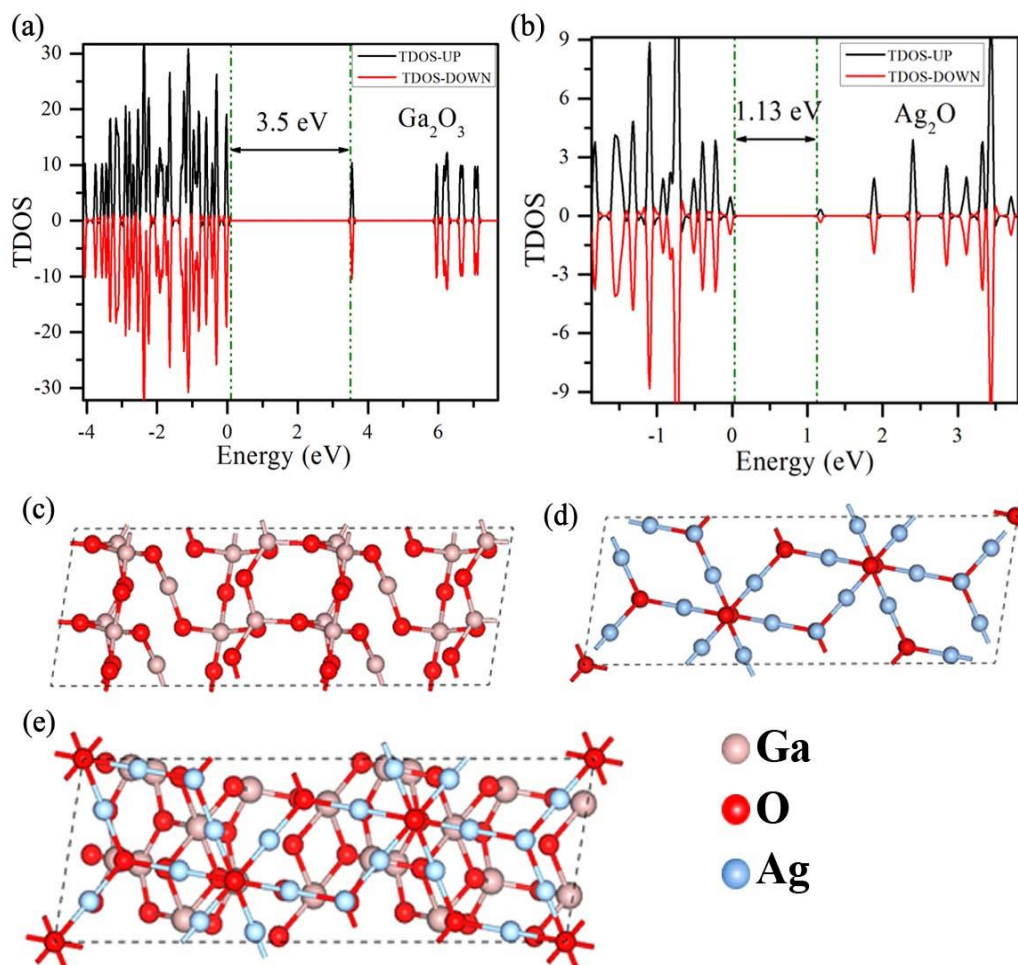 (a)
30
20
10
0
-10
-20
-30
TDOS
TDOS-UP
TDOS-DOWN
3.5 eV
Ga₂O₃
-4 -2 0 2 4 6
Energy (eV)
(b)
9
6
3
0
-3
-6
-9
TDOS
TDOS-UP
TDOS-DOWN
1.13 eV
Ag₂O
-1 0 1 2 3
Energy (eV)
(c)
(d)
(e)
Ga
O
Ag